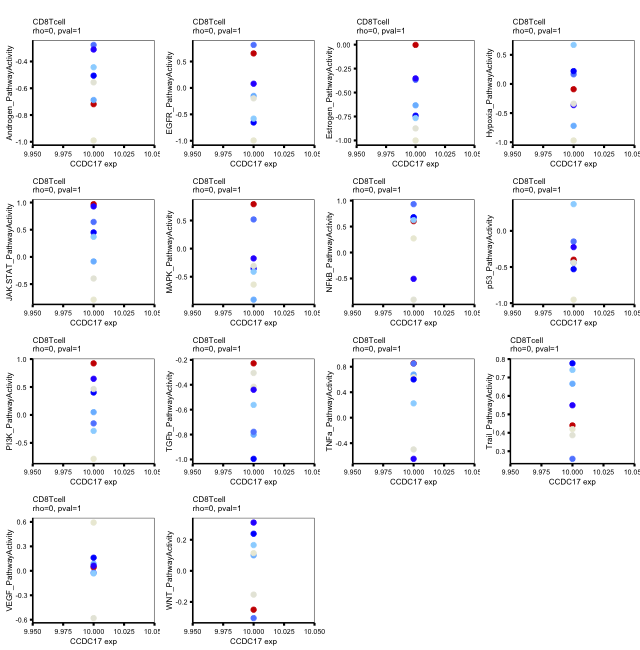 CD8Tcell
rho=0, pval=1
Androgen_PathwayActivity
-0.4
-0.6
-0.8
-1.0
9.950 9.975 10.000 10.025 10.05
CCDC17 exp
CD8Tcell
rho=0, pval=1
EGFR_PathwayActivity
0.5
0.0
-0.5
-1.0
9.950 9.975 10.000 10.025 10.05
CCDC17 exp
CD8Tcell
rho=0, pval=1
Estrogen_PathwayActivity
0.00
-0.25
-0.50
-0.75
-1.00
9.950 9.975 10.000 10.025 10.05
CCDC17 exp
CD8Tcell
rho=0, pval=1
Hypoxia_PathwayActivity
0.5
0.0
-0.5
-1.0
9.950 9.975 10.000 10.025 10.05
CCDC17 exp
CD8Tcell
rho=0, pval=1
JAK.STAT_PathwayActivity
1.0
0.5
0.0
-0.5
9.950 9.975 10.000 10.025 10.05
CCDC17 exp
CD8Tcell
rho=0, pval=1
MAPK_PathwayActivity
0.5
0.0
-0.5
9.950 9.975 10.000 10.025 10.05
CCDC17 exp
CD8Tcell
rho=0, pval=1
NFkB_PathwayActivity
1.0
0.5
0.0
-0.5
9.950 9.975 10.000 10.025 10.05
CCDC17 exp
CD8Tcell
rho=0, pval=1
p53_PathwayActivity
0.0
-0.5
-1.0
9.950 9.975 10.000 10.025 10.05
CCDC17 exp
CD8Tcell
rho=0, pval=1
PI3K_PathwayActivity
1.0
0.5
0.0
-0.5
9.950 9.975 10.000 10.025 10.05
CCDC17 exp
CD8Tcell
rho=0, pval=1
TGFb_PathwayActivity
-0.2
-0.4
-0.6
-0.8
-1.0
9.950 9.975 10.000 10.025 10.05
CCDC17 exp
CD8Tcell
rho=0, pval=1
TNFa_PathwayActivity
0.8
0.4
0.0
-0.4
9.950 9.975 10.000 10.025 10.05
CCDC17 exp
CD8Tcell
rho=0, pval=1
Trail_PathwayActivity
0.8
0.7
0.6
0.5
0.4
0.3
9.950 9.975 10.000 10.025 10.05
CCDC17 exp
CD8Tcell
rho=0, pval=1
VEGF_PathwayActivity
0.6
0.3
0.0
-0.3
-0.6
9.950 9.975 10.000 10.025 10.05
CCDC17 exp
CD8Tcell
rho=0, pval=1
WNT_PathwayActivity
0.2
0.0
-0.2
9.950 9.975 10.000 10.025 10.050
CCDC17 exp